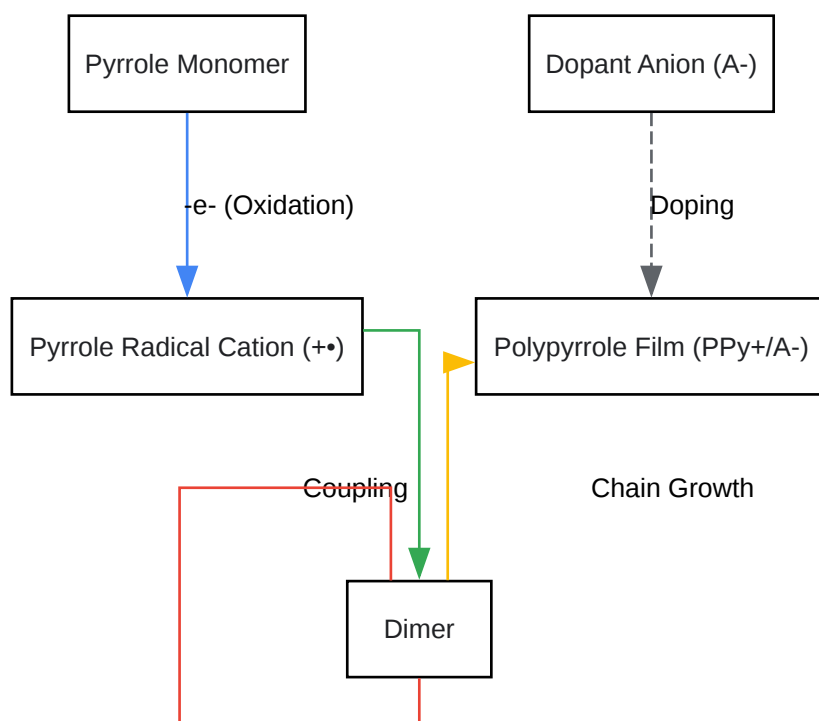 Pyrrole Monomer
Dopant Anion (A-)
-e- (Oxidation)
Doping
Pyrrole Radical Cation (+•)
Polypyrrole Film (PPy+/A-)
Coupling
Chain Growth
Dimer